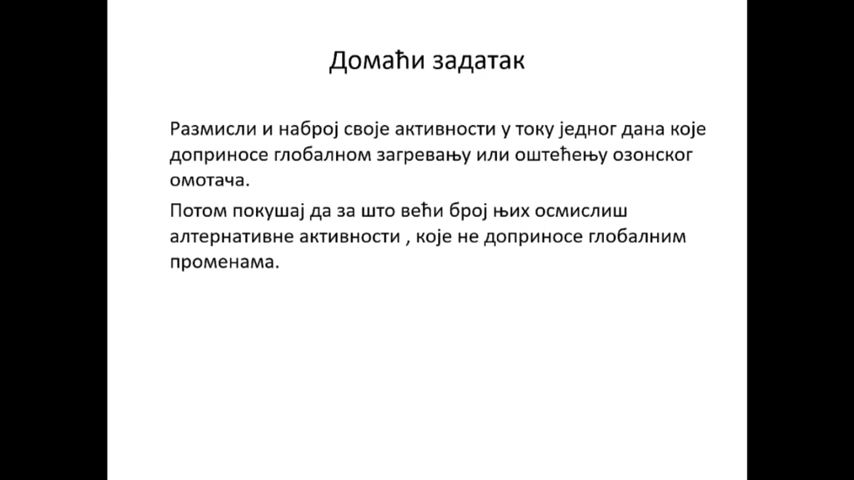 Домаћи задатак
Размисли и наброј своје активности у току једног дана које
доприносе глобалном загревању или оштећењу озонског
омотача.
Потом покушај да за што већи број њих осмислиш
алтернативне активности , које не доприносе глобалним
променама.